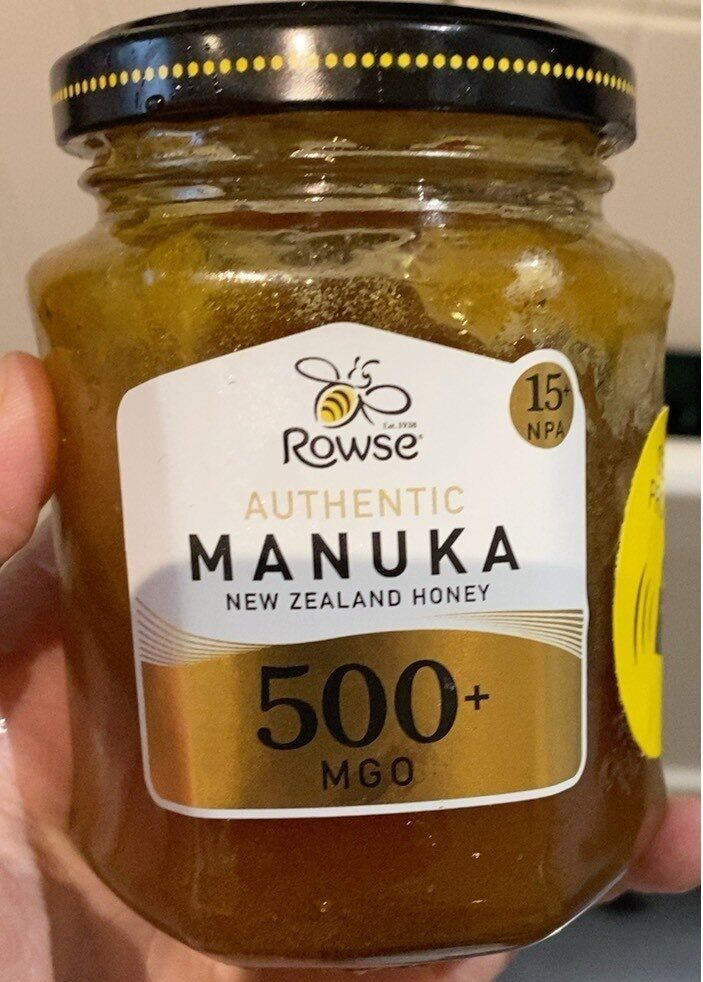 Est. 1938
Rowse
15+
NPA
AUTHENTIC
MANUKA
NEW ZEALAND HONEY
500+
MGO